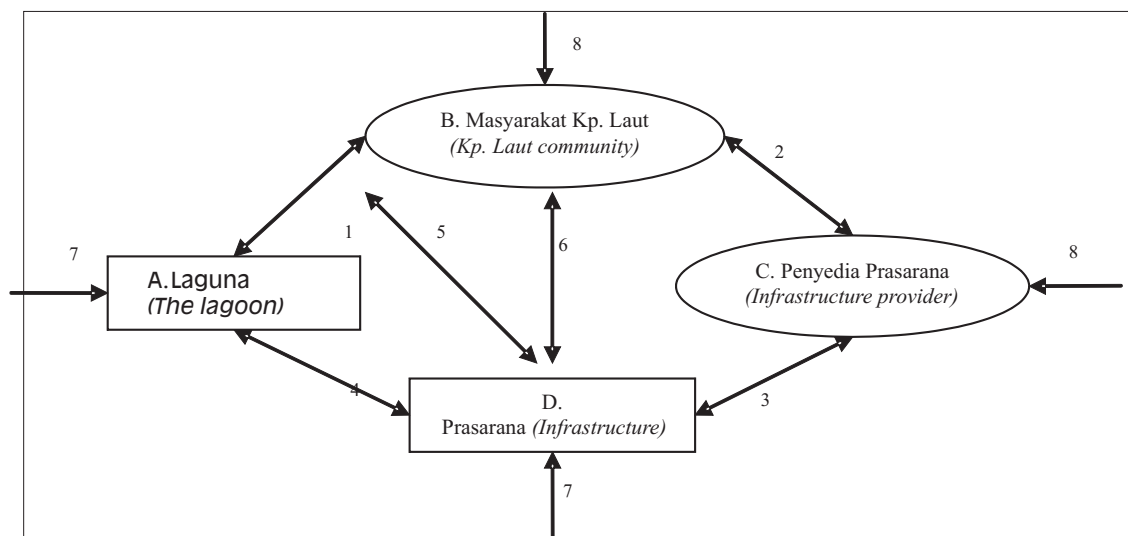 8
B. Masyarakat Kp. Laut
(Kp. Laut community)
2
7
1
5
6
8
A.Laguna
(The lagoon)
C. Penyedia Prasarana
(Infrastructure provider)
4
D.
Prasarana (Infrastructure)
3
7